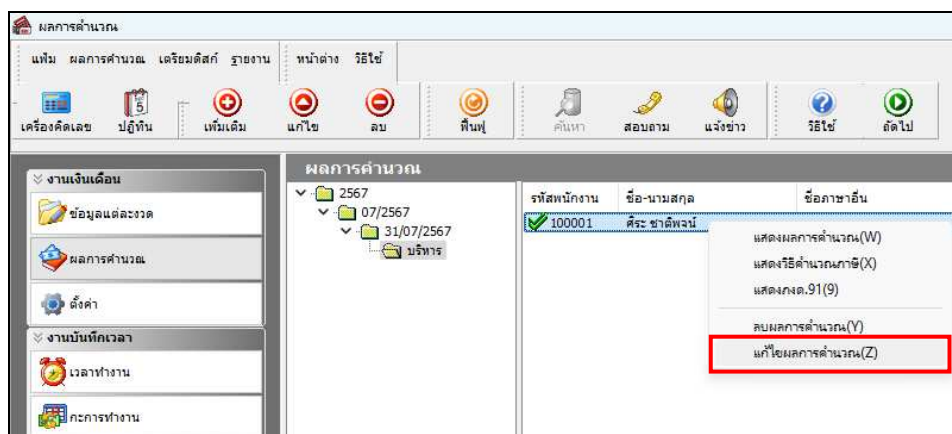 ผลการคำนวณ
แฟ้ม ผลการคำนวณ เตรียมดิสก์ รายงาน หน้าต่าง วิธีใช้
เครื่องคิดเลข ปฏิทิน เพิ่มเติม แก้ไข ลบ ฟื้นฟู ค้นหา สอบถาม แจ้งข่าว วิธีใช้ ถัดไป
งานเงินเดือน
ข้อมูลแต่ละงวด
ผลการคำนวณ
ตั้งค่า
งานบันทึกเวลา
เวลาทำงาน
กะการทำงาน
ผลการคำนวณ
2567
07/2567
31/07/2567
บริหาร
รหัสพนักงาน ชื่อ-นามสกุล ชื่อภาษาอื่น
100001 ศิระ ชาติพจน์
แสดงผลการคำนวณ(W)
แสดงวิธีคำนวณภาษี(X)
แสดงภงด.91(9)
ลบผลการคำนวณ(Y)
แก้ไขผลการคำนวณ(Z)